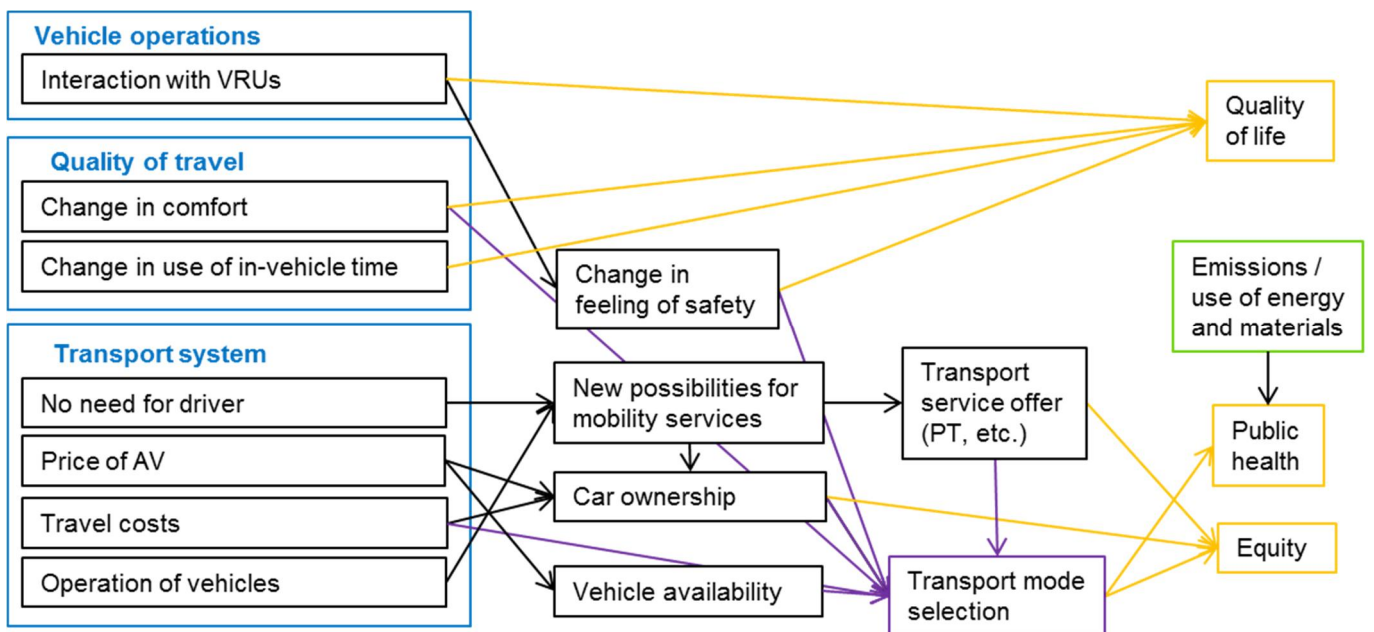 Vehicle operations
Interaction with VRUs
Quality of travel
Change in comfort
Change in use of in-vehicle time
Transport system
No need for driver
Price of AV
Travel costs
Operation of vehicles
Change in
feeling of safety
New possibilities for
mobility services
Car ownership
Vehicle availability
Transport
service offer
(PT, etc.)
Transport mode
selection
Quality
of life
Emissions /
use of energy
and materials
Public
health
Equity